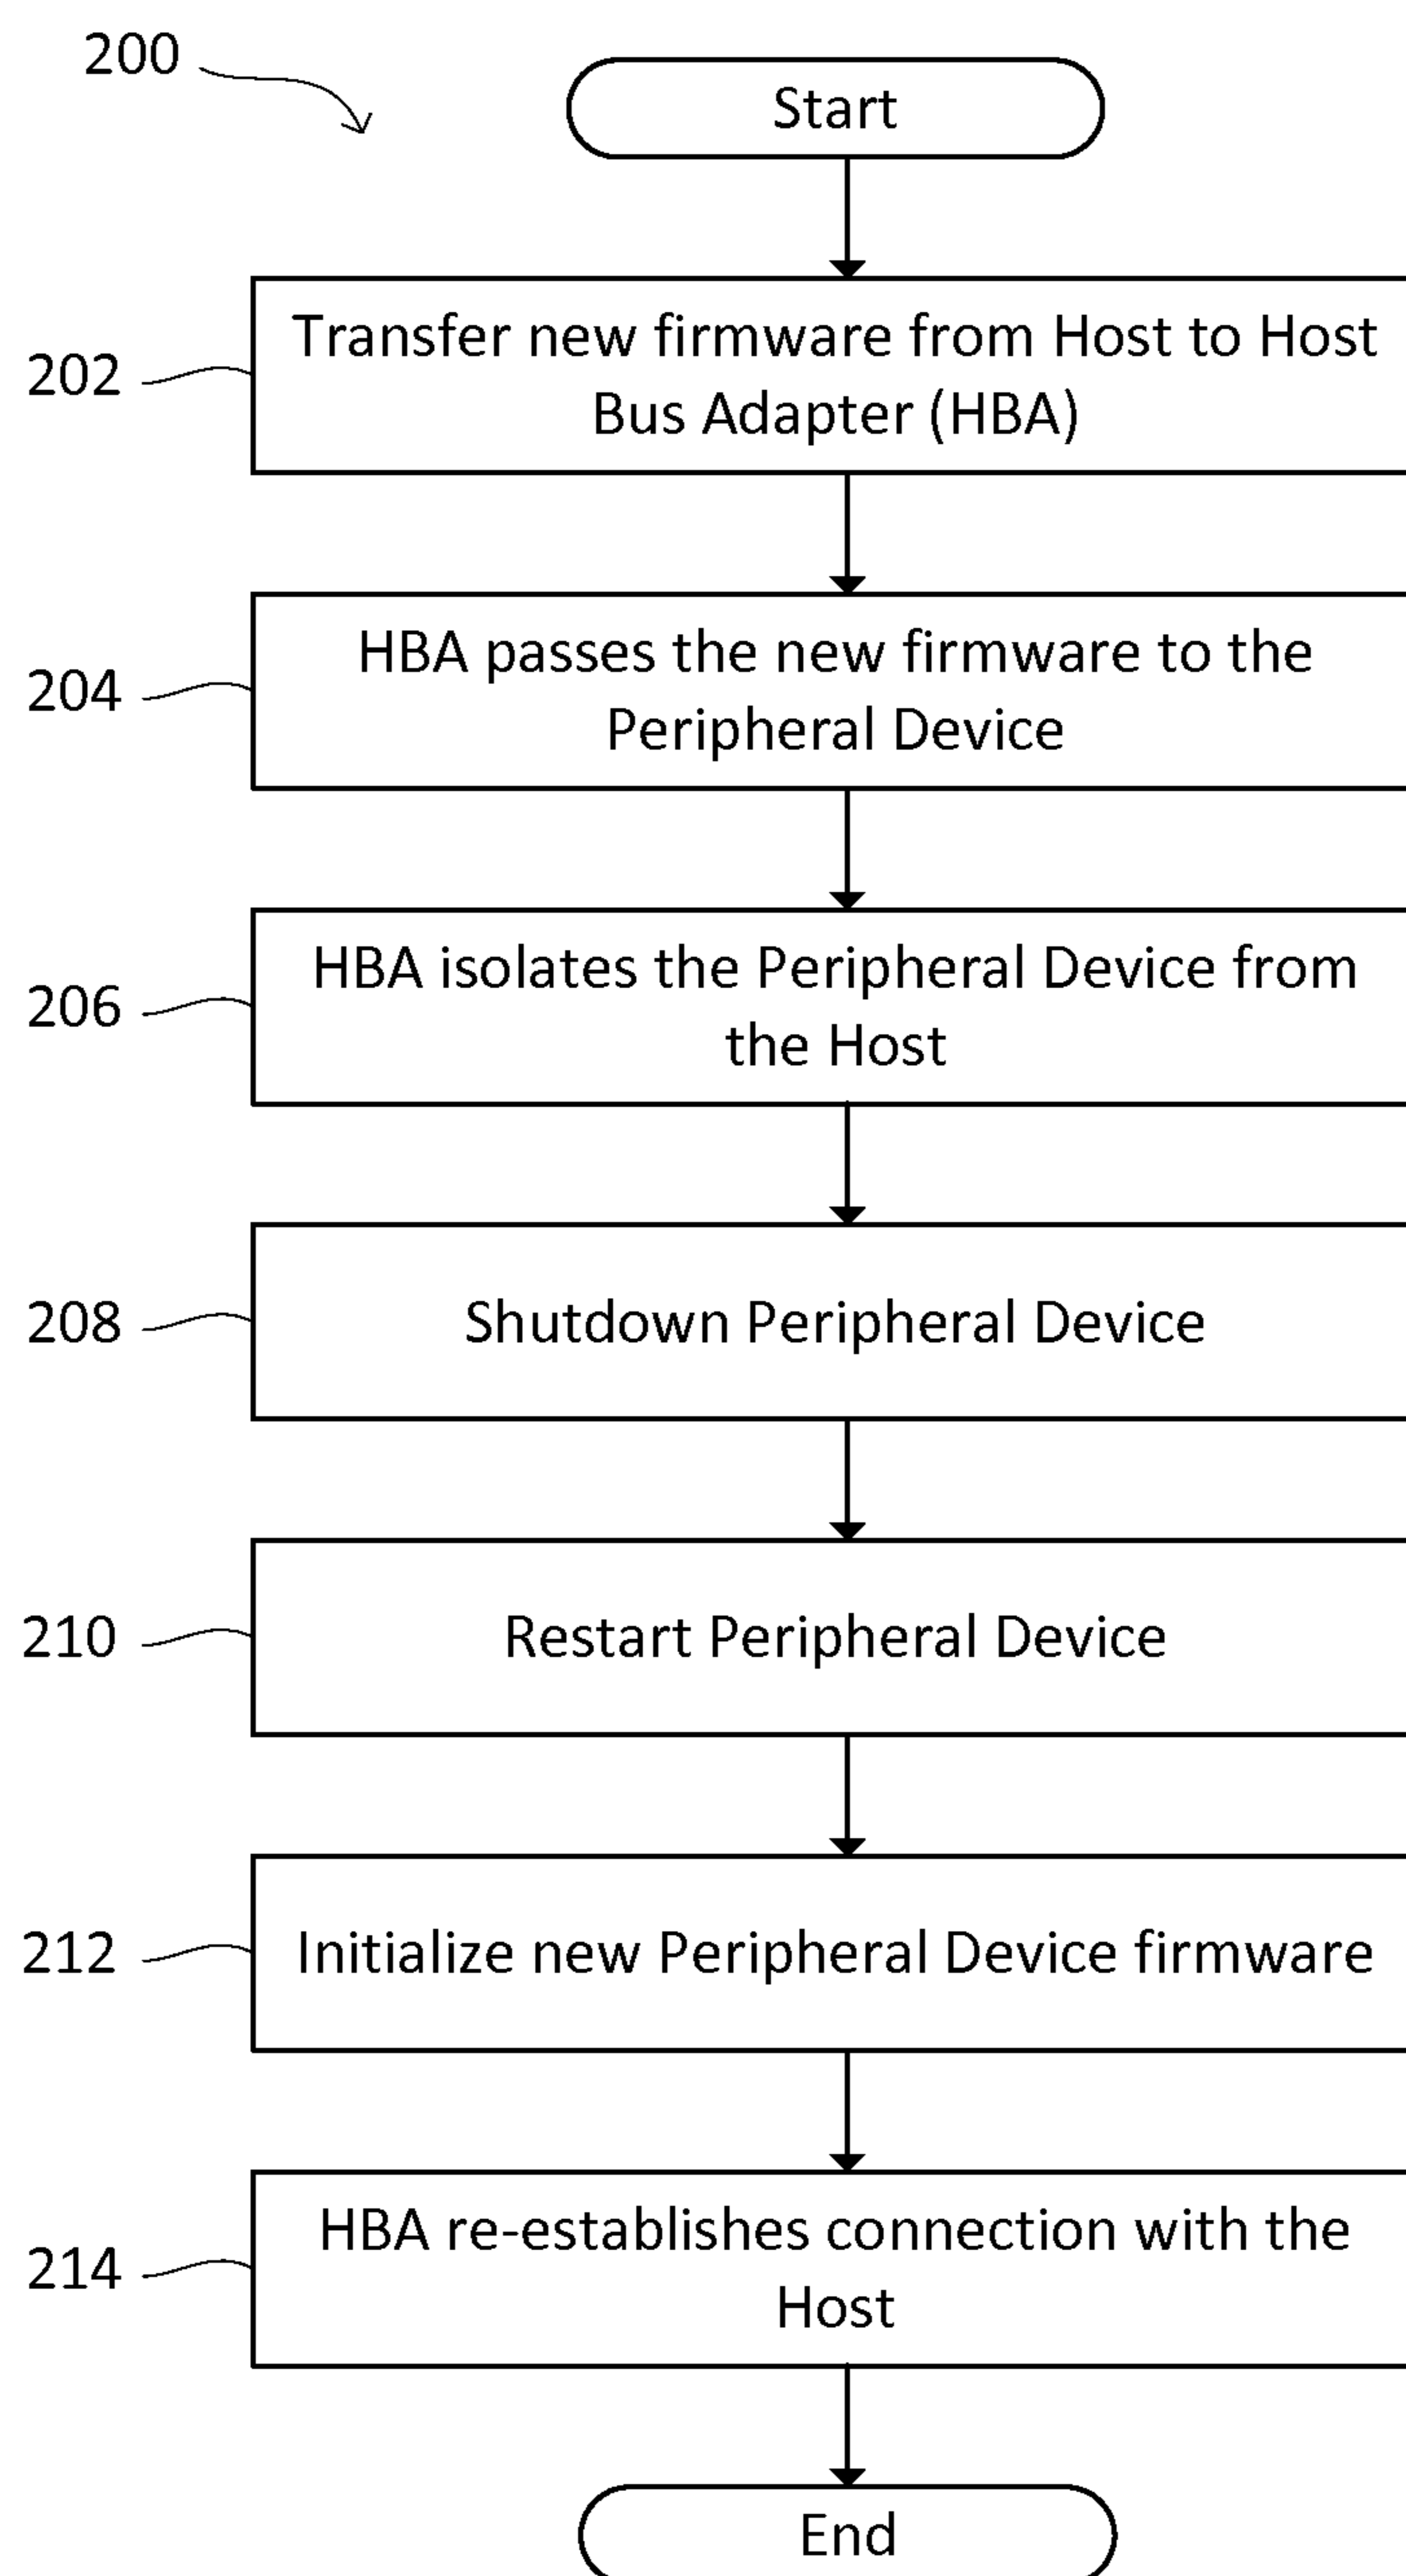 200
Start
202
Transfer new firmware from Host to Host
Bus Adapter (HBA)
204
HBA passes the new firmware to the
Peripheral Device
206
HBA isolates the Peripheral Device from
the Host
208
Shutdown Peripheral Device
210
Restart Peripheral Device
212
Initialize new Peripheral Device firmware
214
HBA re-establishes connection with the
Host
End